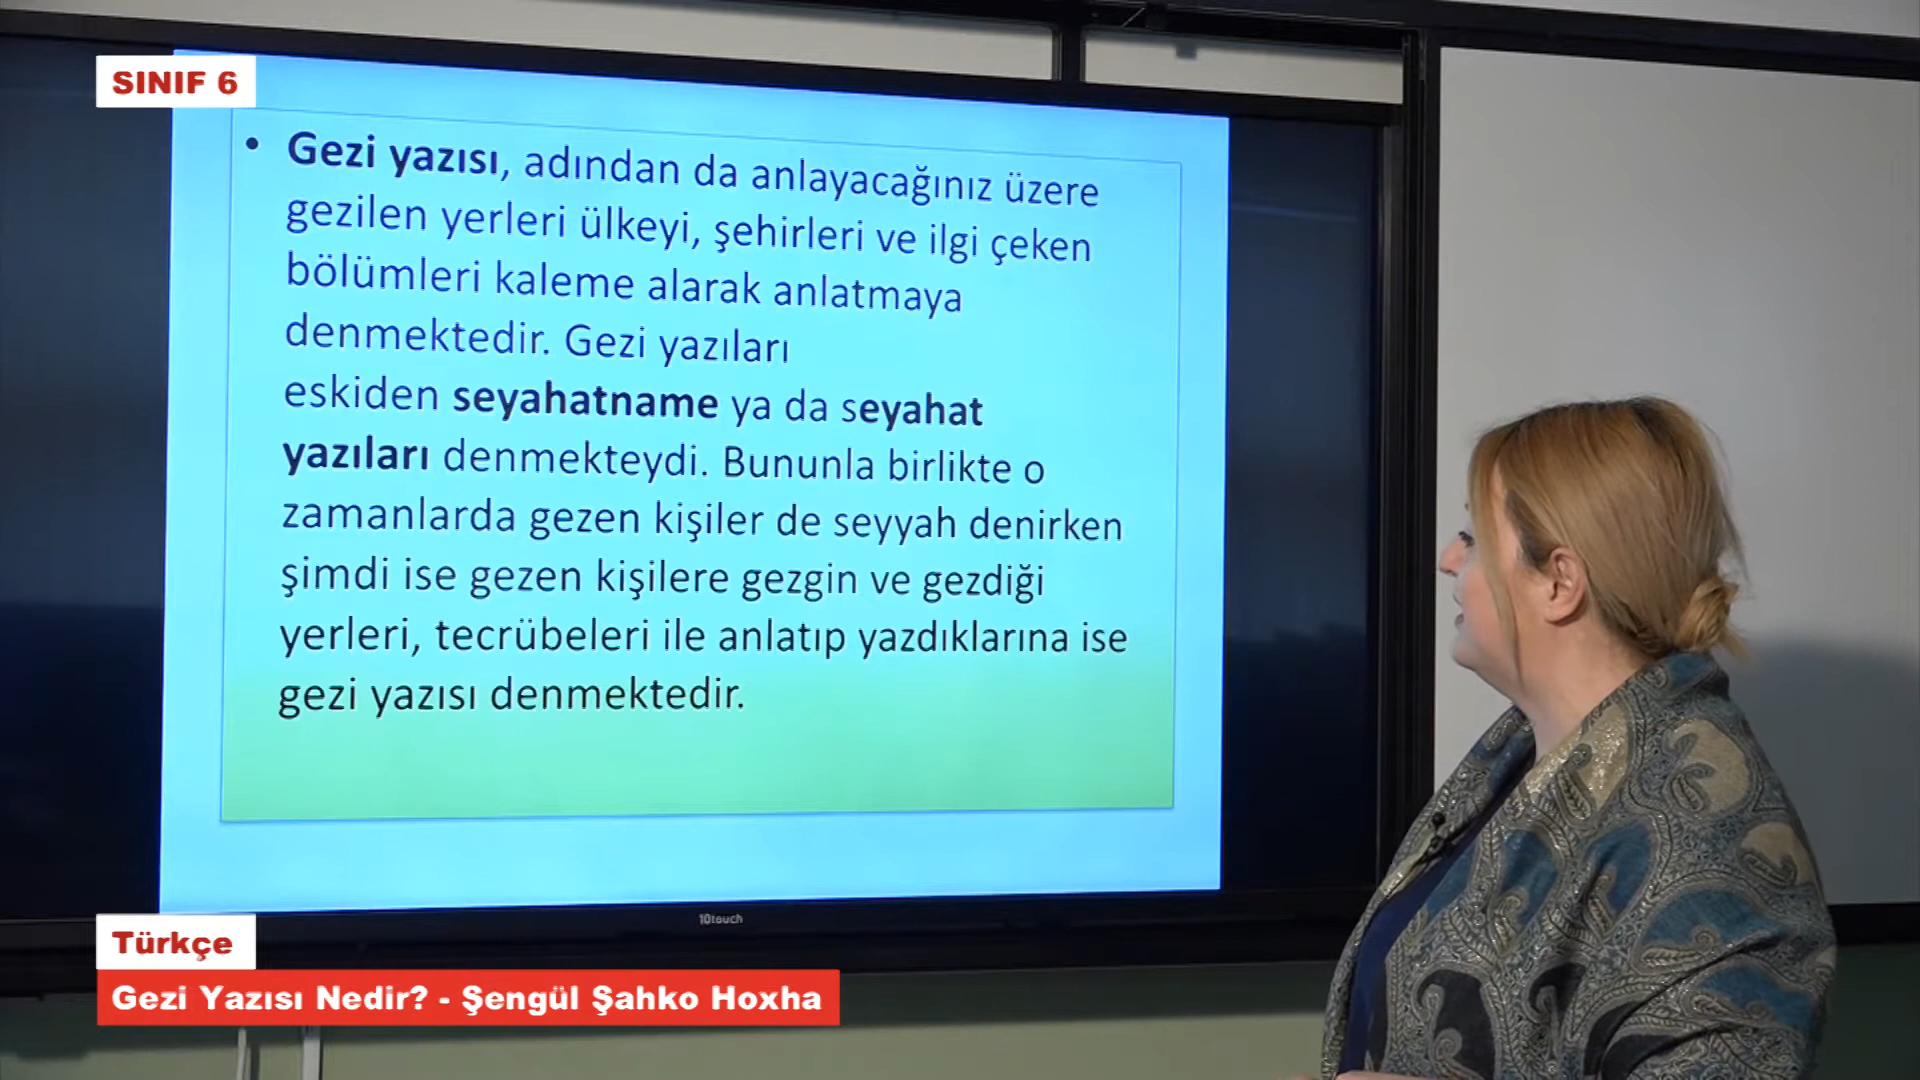 SINIF 6
• Gezi yazısı, adından da anlayacağınız üzere
gezilen yerleri ülkeyi, şehirleri ve ilgi çeken
bölümleri kaleme alarak anlatmaya
denmektedir. Gezi yazıları
eskiden seyahatname ya da seyahat
yazıları denmekteydi. Bununla birlikte o
zamanlarda gezen kişiler de seyyah denirken
şimdi ise gezen kişilere gezgin ve gezdiği
yerleri, tecrübeleri ile anlatıp yazdıklarına ise
gezi yazısı denmektedir.
10touch
Türkçe
Gezi Yazısı Nedir? - Şengül Şahko Hoxha